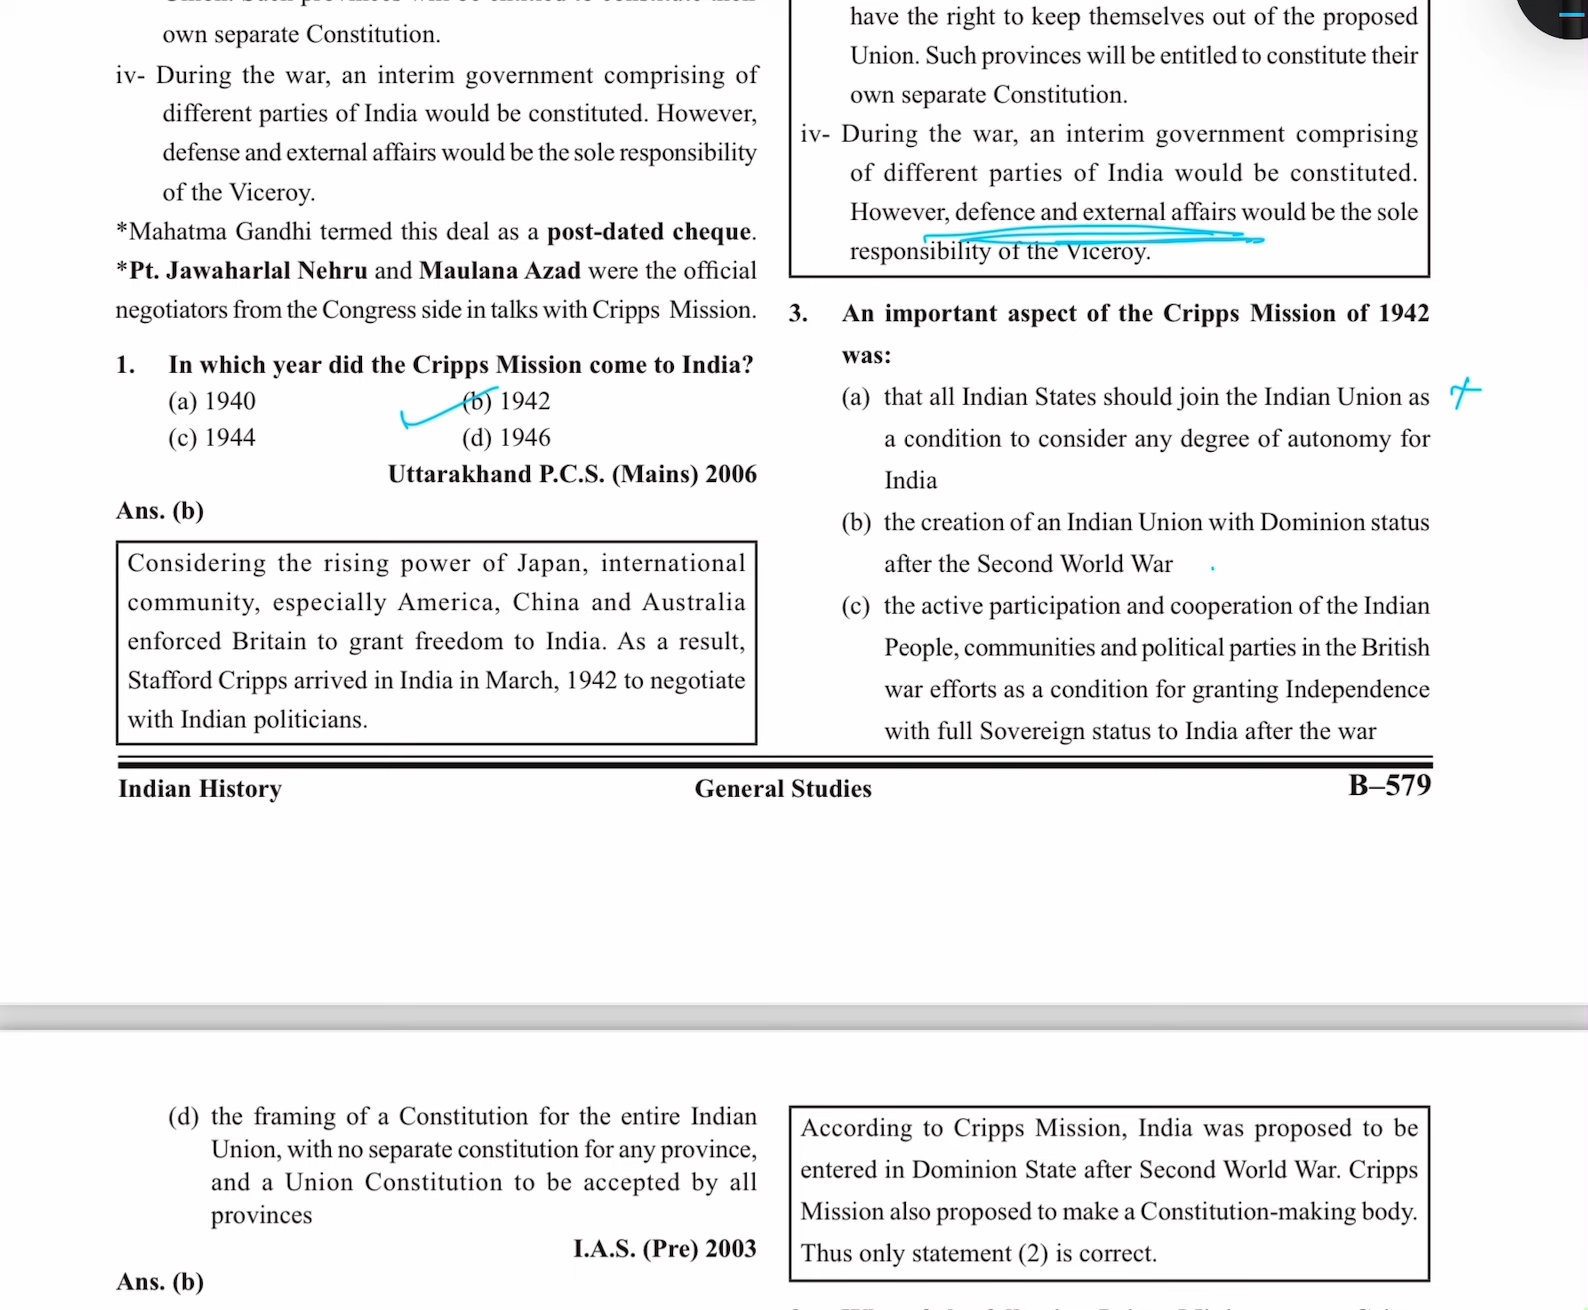 own separate Constitution.
iv- During the war, an interim government comprising of
different parties of India would be constituted. However,
defense and external affairs would be the sole responsibility
of the Viceroy.
*Mahatma Gandhi termed this deal as a post-dated cheque.
*Pt. Jawaharlal Nehru and Maulana Azad were the official
negotiators from the Congress side in talks with Cripps Mission.
1. In which year did the Cripps Mission come to India?
(a) 1940 (b) 1942
(c) 1944 (d) 1946
Uttarakhand P.C.S. (Mains) 2006
Ans. (b)
Considering the rising power of Japan, international
community, especially America, China and Australia
enforced Britain to grant freedom to India. As a result,
Stafford Cripps arrived in India in March, 1942 to negotiate
with Indian politicians.
have the right to keep themselves out of the proposed
Union. Such provinces will be entitled to constitute their
own separate Constitution.
iv- During the war, an interim government comprising
of different parties of India would be constituted.
However, defence and external affairs would be the sole
responsibility of the Viceroy.
3. An important aspect of the Cripps Mission of 1942
was:
(a) that all Indian States should join the Indian Union as
a condition to consider any degree of autonomy for
India
(b) the creation of an Indian Union with Dominion status
after the Second World War
(c) the active participation and cooperation of the Indian
People, communities and political parties in the British
war efforts as a condition for granting Independence
with full Sovereign status to India after the war
Indian History General Studies B–579
(d) the framing of a Constitution for the entire Indian
Union, with no separate constitution for any province,
and a Union Constitution to be accepted by all
provinces
I.A.S. (Pre) 2003
Ans. (b)
According to Cripps Mission, India was proposed to be
entered in Dominion State after Second World War. Cripps
Mission also proposed to make a Constitution-making body.
Thus only statement (2) is correct.